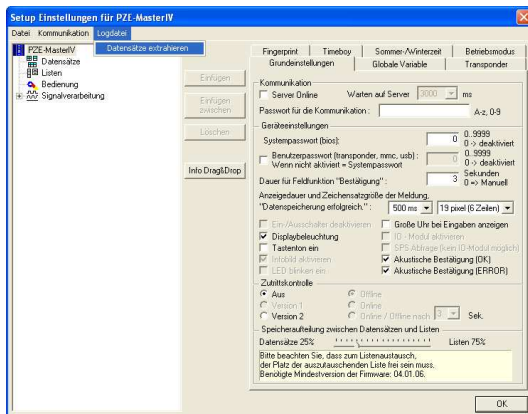 Setup Einstellungen für PZE-MasterIV
Datei Kommunikation Logdatei
Datensätze extrahieren
PZE-MasterIV
Datensätze
Listen
Bedienung
Signalverarbeitung
Einfügen
Einfügen zwischen
Löschen
Info Drag&Drop
Fingerprint Timeboy Sommer-/Winterzeit Betriebsmodus
Grundeinstellungen Globale Variable Transponder
Kommunikation
Server Online Warten auf Server 3000 ms
Passwort für die Kommunikation : A-z, 0-9
Geräteeinstellungen
Systempasswort (bios): 0 0..9999
0 -> deaktiviert
Benutzerpasswort (transponder, mmc, usb) : 0 0..9999
Wenn nicht aktiviert = Systempasswort 0 -> deaktiviert
Dauer für Feldfunktion "Bestätigung" : 3 Sekunden
0 => Manuell
Anzeigedauer und Zeichensatzgröße der Meldung,
"Datenspeicherung erfolgreich." : 500 ms 19 pixel (6 Zeilen)
Ein-/Ausschalter deaktivieren Große Uhr bei Eingaben anzeigen
Displaybeleuchtung IO - Modul aktivieren
Tastenton ein SPS Abfrage (kein IO-Modul möglich)
Infobild aktivieren Akustische Bestätigung (OK)
LED blinken ein Akustische Bestätigung (ERROR)
Zutrittskontrolle
Aus Offline
Version 1 Online
Version 2 Online / Offline nach 3 Sek.
Speicheraufteilung zwischen Datensätzen und Listen
Datensätze 25% Listen 75%
Bitte beachten Sie, dass zum Listenaustausch,
der Platz der auszutauschenden Liste frei sein muss.
Benötigte Mindestversion der Firmware: 04.01.06.
OK